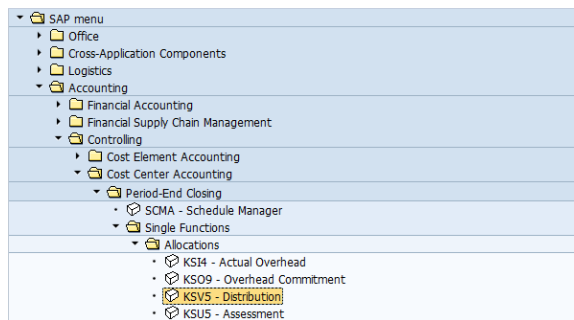 SAP menu
Office
Cross-Application Components
Logistics
Accounting
Financial Accounting
Financial Supply Chain Management
Controlling
Cost Element Accounting
Cost Center Accounting
Period-End Closing
SCMA - Schedule Manager
Single Functions
Allocations
KSI4 - Actual Overhead
KSO9 - Overhead Commitment
KSV5 - Distribution
KSU5 - Assessment